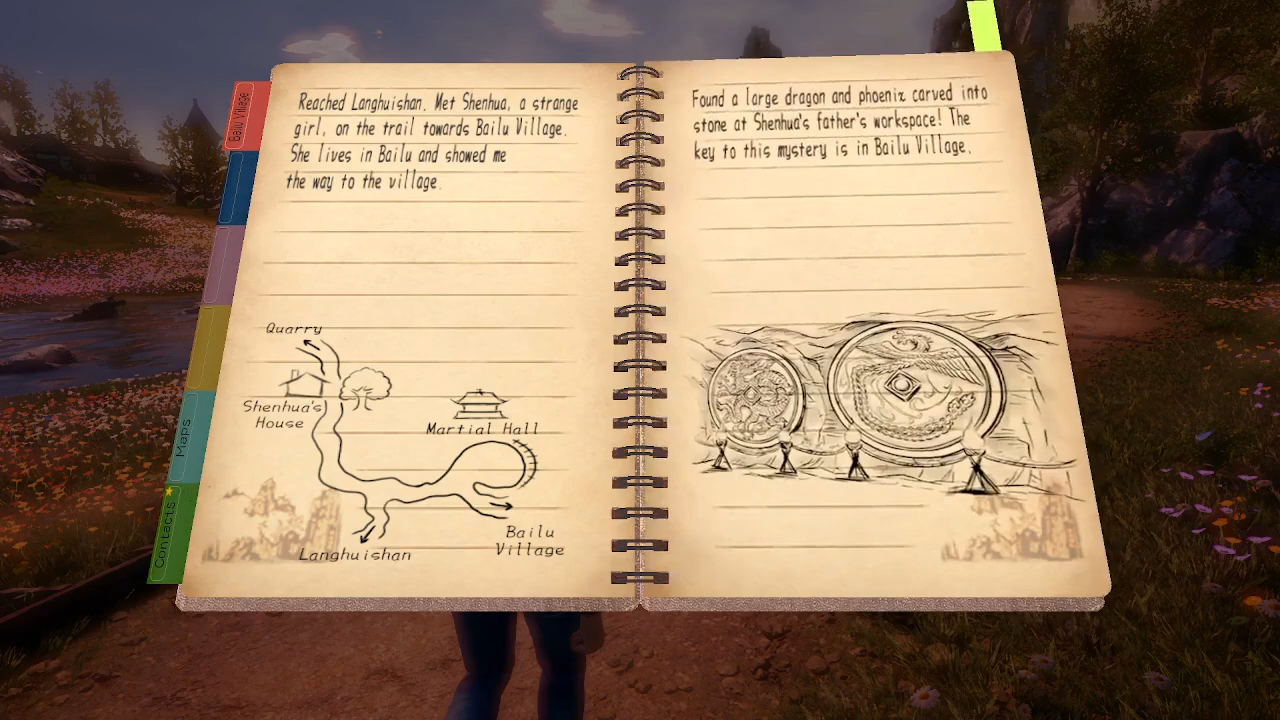 Bailu Village
Maps
Contacts
Reached Langhuishan. Met Shenhua, a strange
girl, on the trail towards Bailu Village.
She lives in Bailu and showed me
the way to the village.
Quarry
Shenhua's
House
Martial Hall
Bailu
Village
Langhuishan
Found a large dragon and phoenix carved into
stone at Shenhua's father's workspace! The
key to this mystery is in Bailu Village.